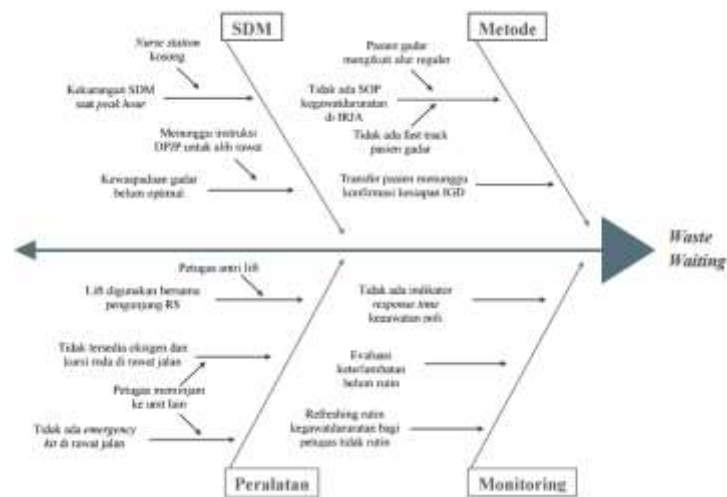 SDM
Metode
Nurse station
kosong
Kekurangan SDM
saat peak hour
Menunggu instruksi
DPJP untuk alih rawat
Kewaspadaan gadar
belum optimal
Pasien gadar
mengikuti alur reguler
Tidak ada SOP
kegawatdaruratan
di IRJA
Tidak ada fast track
pasien gadar
Transfer pasien menunggu
konfirmasi kesiapan IGD
Waste
Waiting
Petugas antri lift
Lift digunakan bersama
pengunjung RS
Tidak tersedia oksigen dan
kursi roda di rawat jalan
Petugas meminjam
ke unit lain
Tidak ada emergency
kit di rawat jalan
Tidak ada indikator
response time
kegawatan poli
Evaluasi
keterlambatan
belum rutin
Refreshing rutin
kegawatdaruratan bagi
petugas tidak rutin
Peralatan
Monitoring